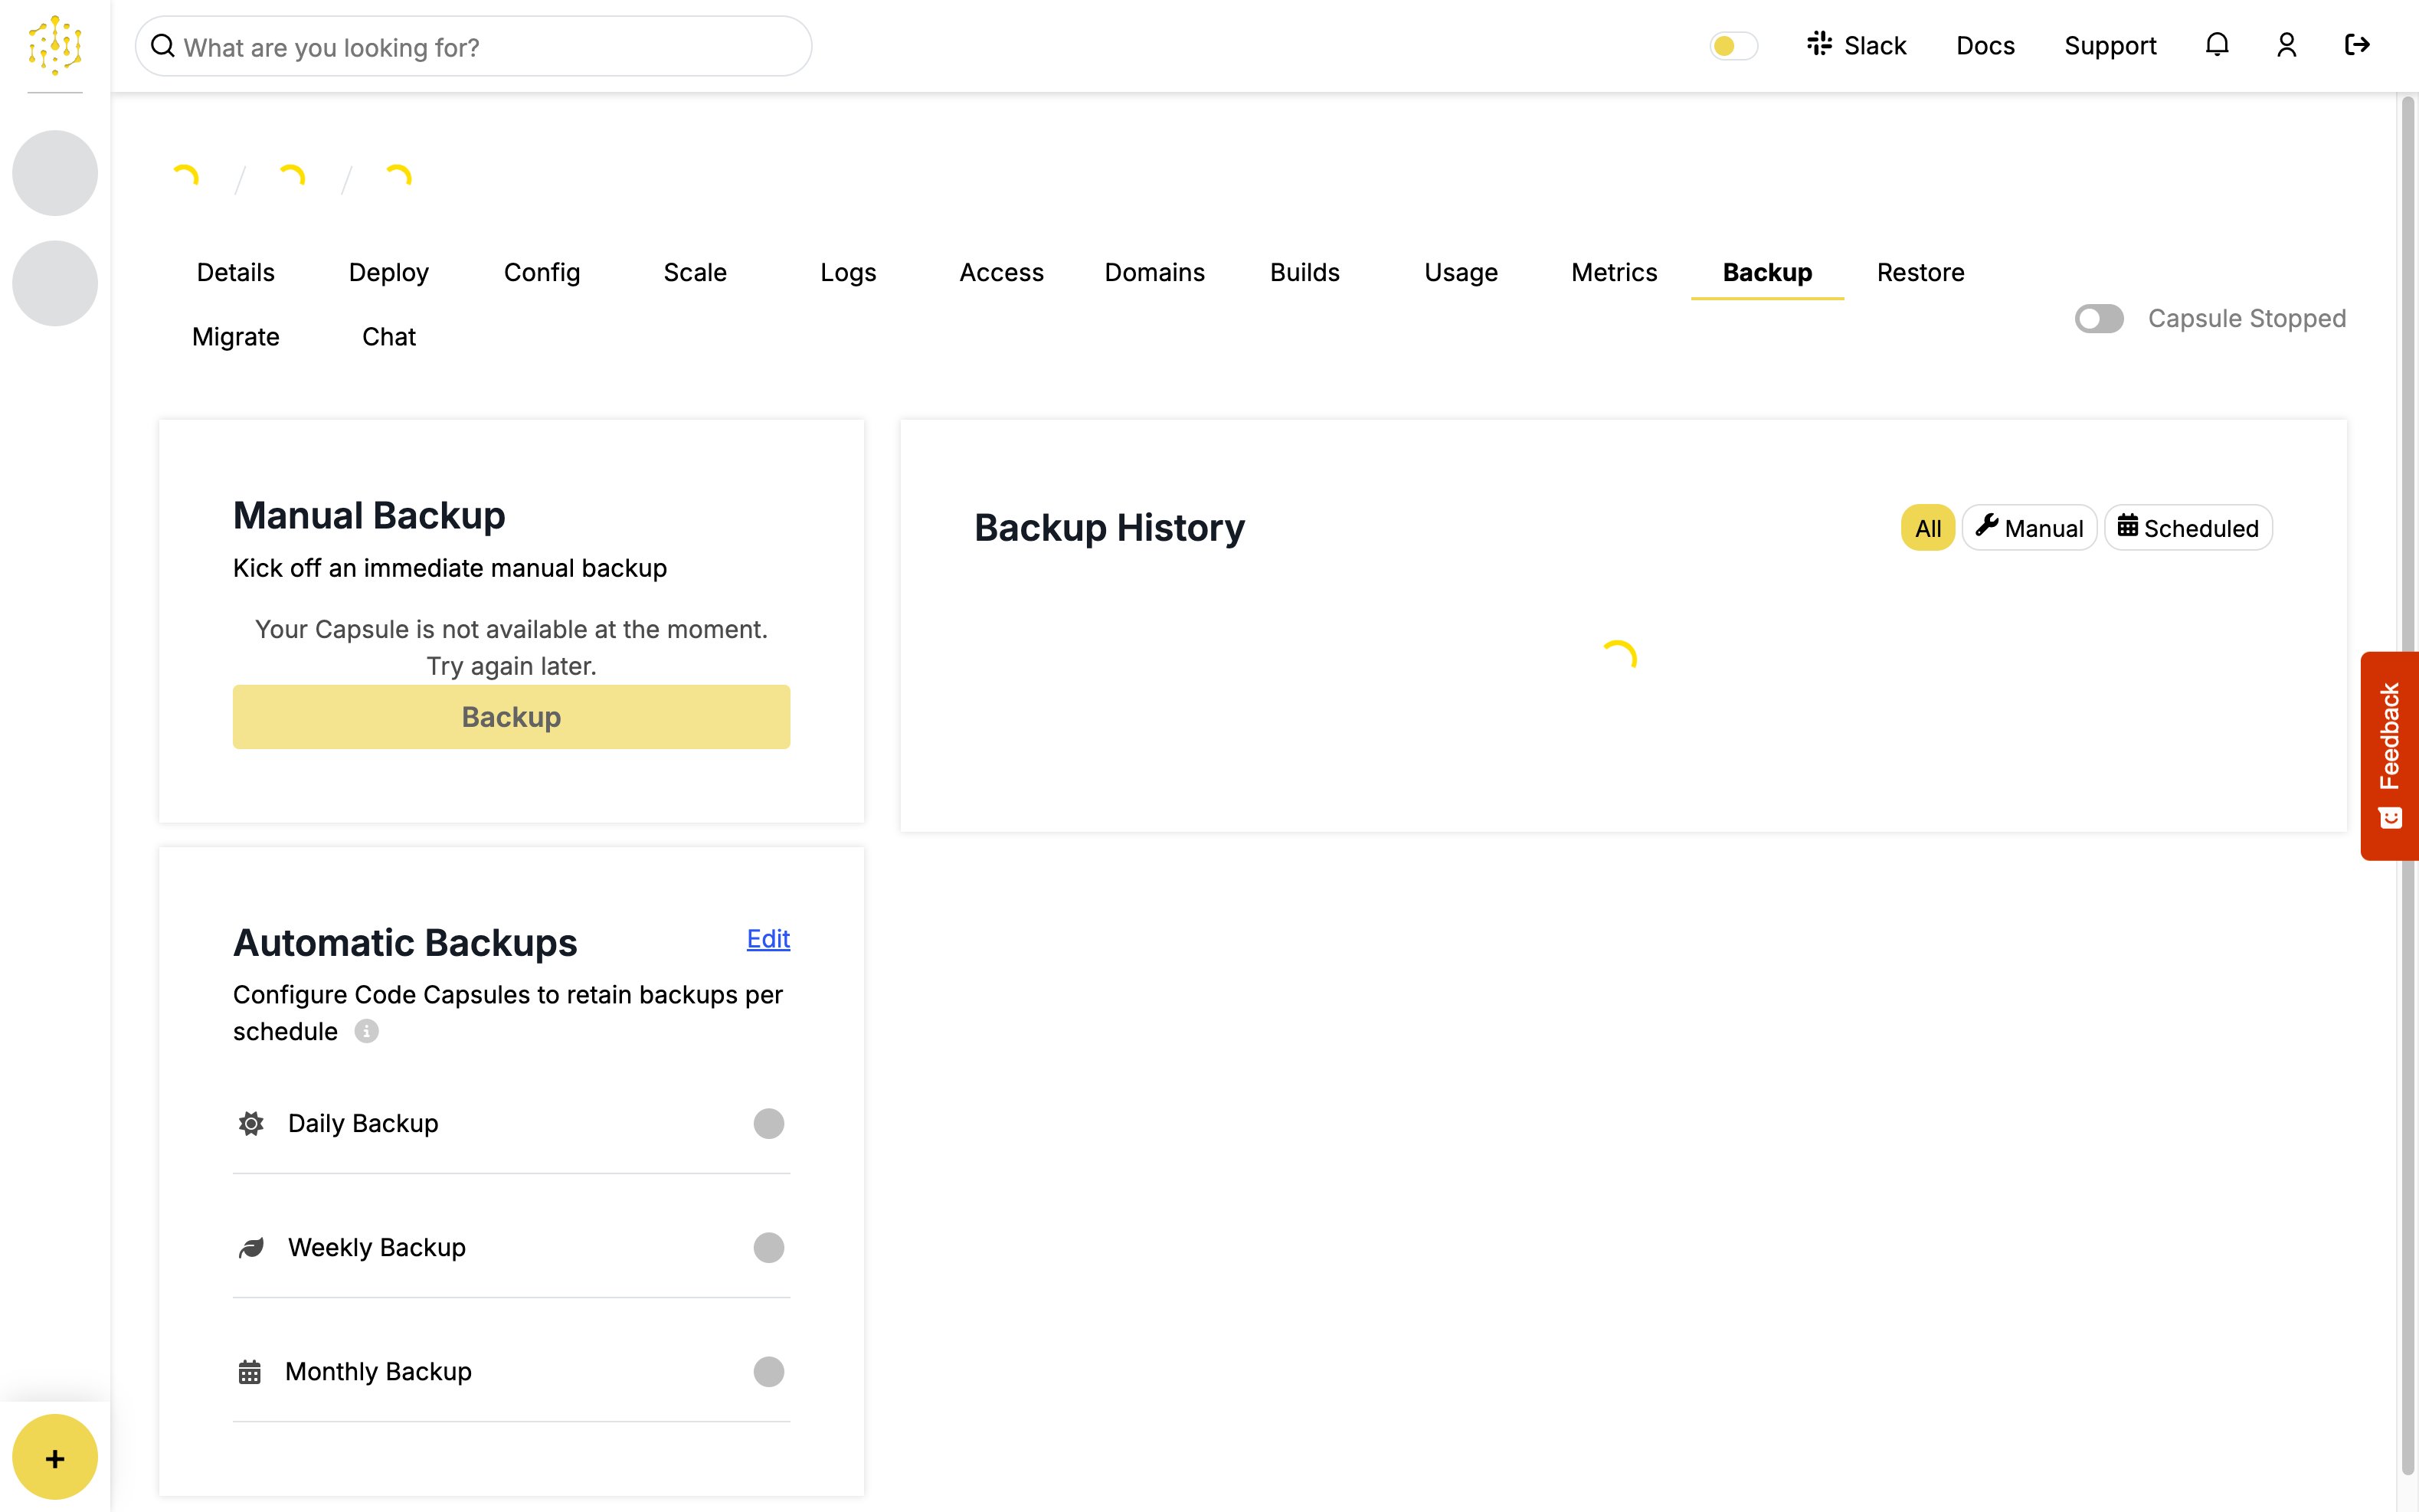 What are you looking for?
Slack
Docs
Support
/
/
Details
Deploy
Config
Scale
Logs
Access
Domains
Builds
Usage
Metrics
Backup
Restore
Migrate
Chat
Capsule Stopped
Manual Backup
Kick off an immediate manual backup
Your Capsule is not available at the moment.
Try again later.
Backup
Backup History
All
Manual
Scheduled
Feedback
Automatic Backups
Edit
Configure Code Capsules to retain backups per
schedule
Daily Backup
Weekly Backup
Monthly Backup
+